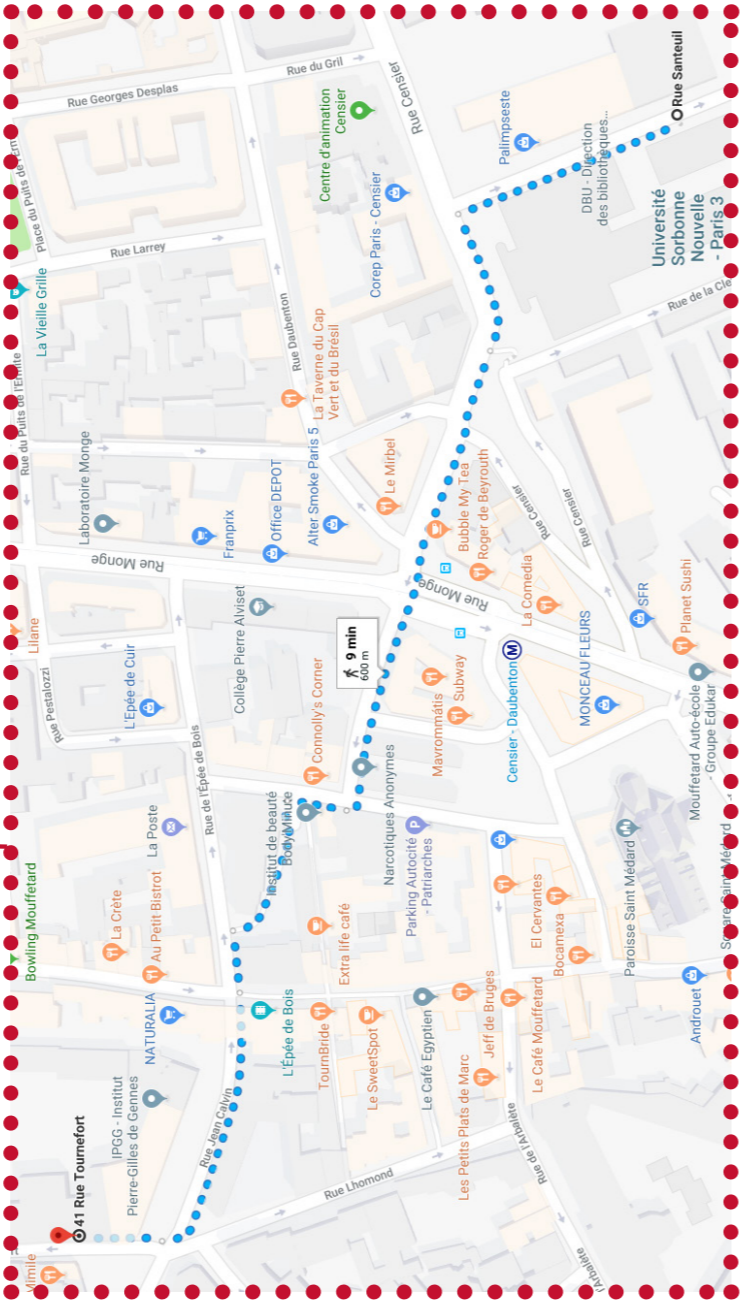 Vimile
Bowling Mouffetard
Lilane
Rue du Puits de l'Ermite
La Vieille Grille
Place du Puits de l'Erm
41 Rue Tournefort
Rue Pestalozzi
Laboratoire Monge
Rue Georges Desplas
IPGG - Institut
Pierre-Gilles de Gennes
NATURALIA
La Crête
Au Petit Bistrot
La Poste
L'Epée de Cuir
Rue Monge
Rue Larrey
Rue Jean Calvin
Rue de l'Épée de Bois
Franprix
Collège Pierre Alviset
Office DEPOT
Rue Daubenton
Rue du Gril
L'Épée de Bois
Institut de beauté
Body'Minute
Connolly's Corner
Alter Smoke Paris 5
La Taverne du Cap
Vert et du Brésil
Centre d'animation
Censier
TournBride
Extra life café
9 min
600 m
Rue Lhomond
Le SweetSpot
Narcotiques Anonymes
Le Mirbel
Corep Paris - Censier
Rue Censier
Le Café Egyptien
Parking Autocité
- Patriarches
Mavrommátis
Subway
Rue Monge
Bubble My Tea
Roger de Beyrouth
Les Petits Plats de Marc
Jeff de Bruges
Rue de l'Arbalète
Le Café Mouffetard
El Cervantes
Bocamexa
Censier - Daubenton
M
La Comedia
Rue Censier
Palimpseste
l'Arbalète
MONCEAU FLEURS
Rue Censier
DBU - Direction
des bibliothèques...
Paroisse Saint Médard
SFR
Planet Sushi
Université
Sorbonne
Nouvelle
- Paris 3
Rue Santeuil
Androuet
Mouffetard Auto-école
- Groupe Edukar
Rue de la Cle
Square Saint-Médard